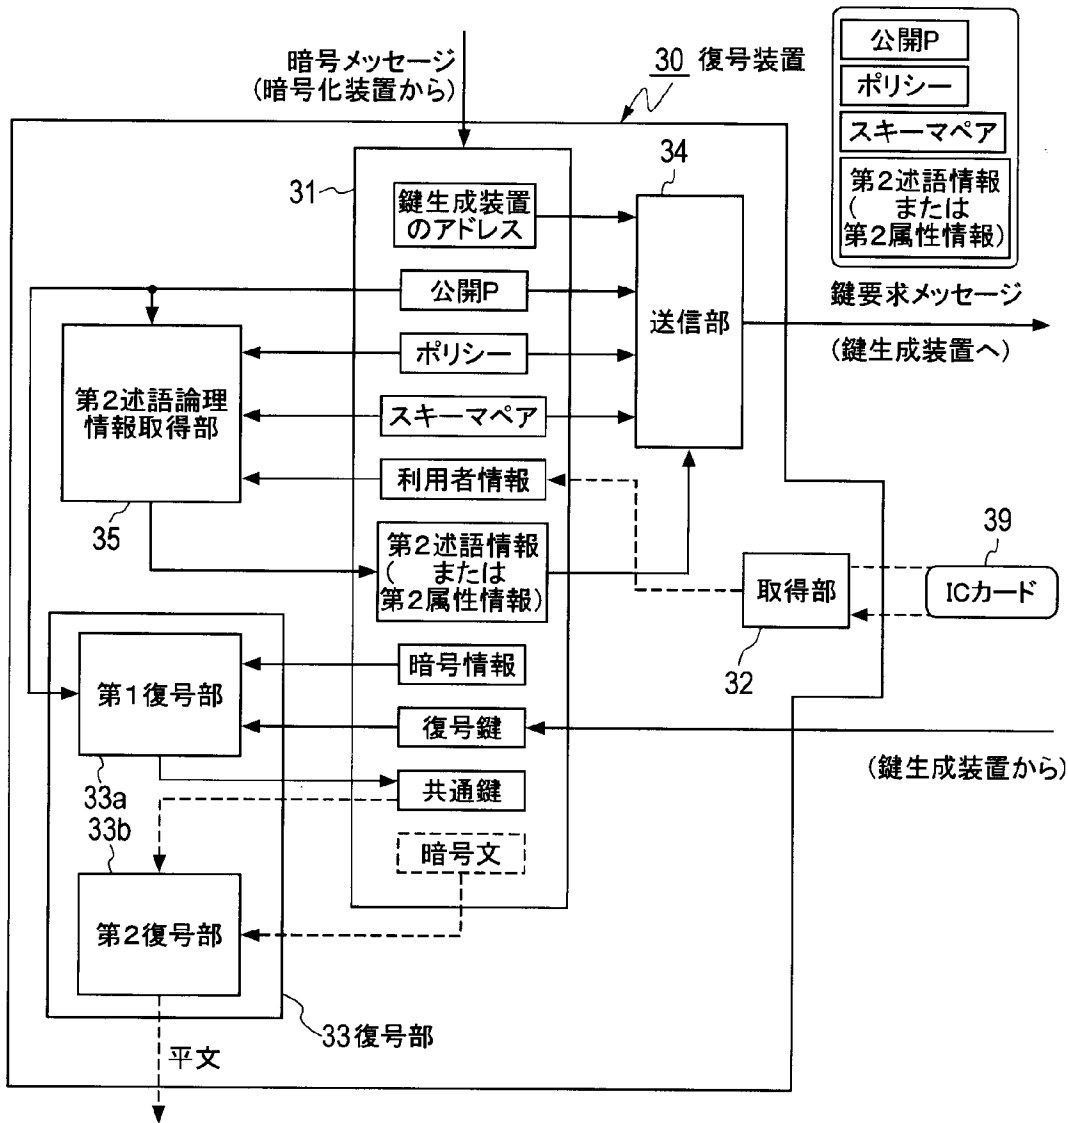 暗号メッセージ
(暗号化装置から)
30 復号装置
公開P
ポリシー
スキーマペア
第2述語情報
( または
第2属性情報)
鍵要求メッセージ
(鍵生成装置へ)
31
34
鍵生成装置
のアドレス
公開P
ポリシー
スキーマペア
利用者情報
第2述語情報
( または
第2属性情報)
送信部
第2述語論理
情報取得部
35
39
ICカード
取得部
32
暗号情報
復号鍵
(鍵生成装置から)
共通鍵
暗号文
第1復号部
33a
33b
第2復号部
33復号部
平文